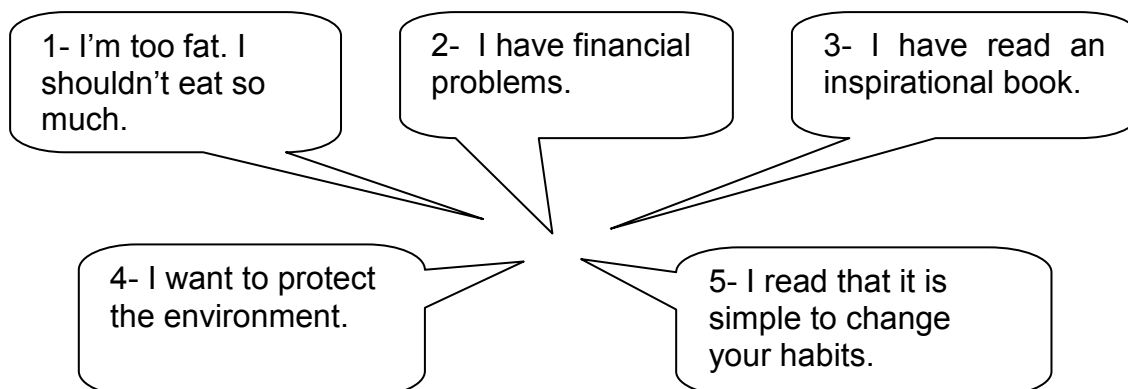 1- I’m too fat. I
shouldn’t eat so
much.
2- I have financial
problems.
3- I have read an
inspirational book.
4- I want to protect
the environment.
5- I read that it is
simple to change
your habits.